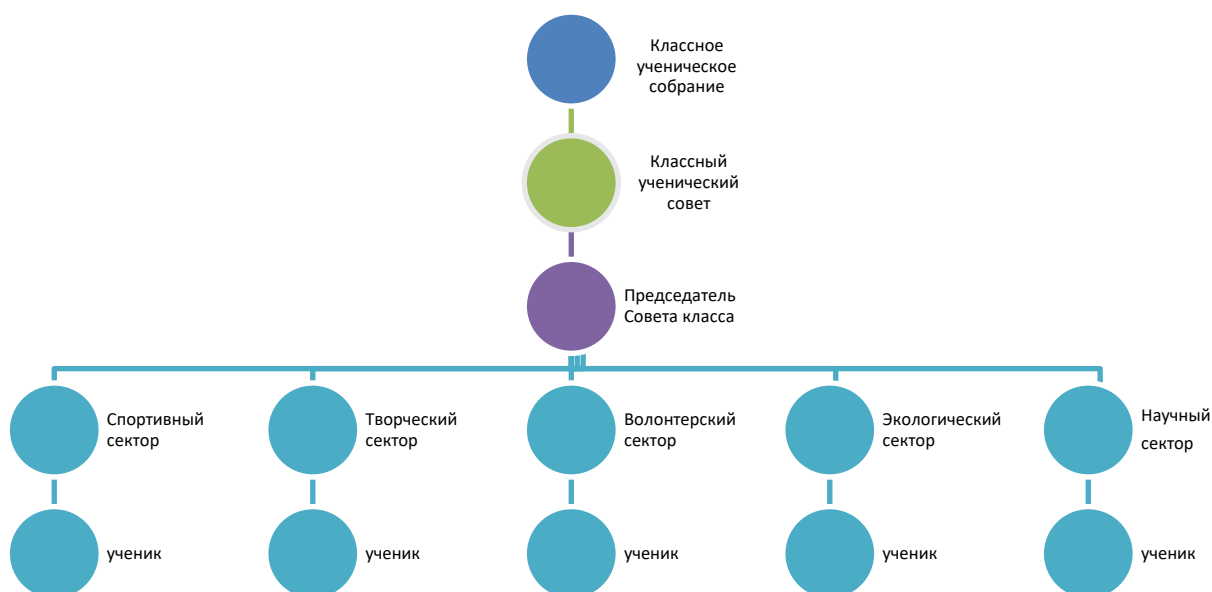 Классное
ученическое
собрание
Классный
ученический
совет
Председатель
Совета класса
Спортивный
сектор
Творческий
сектор
Волонтерский
сектор
Экологический
сектор
Научный
сектор
ученик
ученик
ученик
ученик
ученик